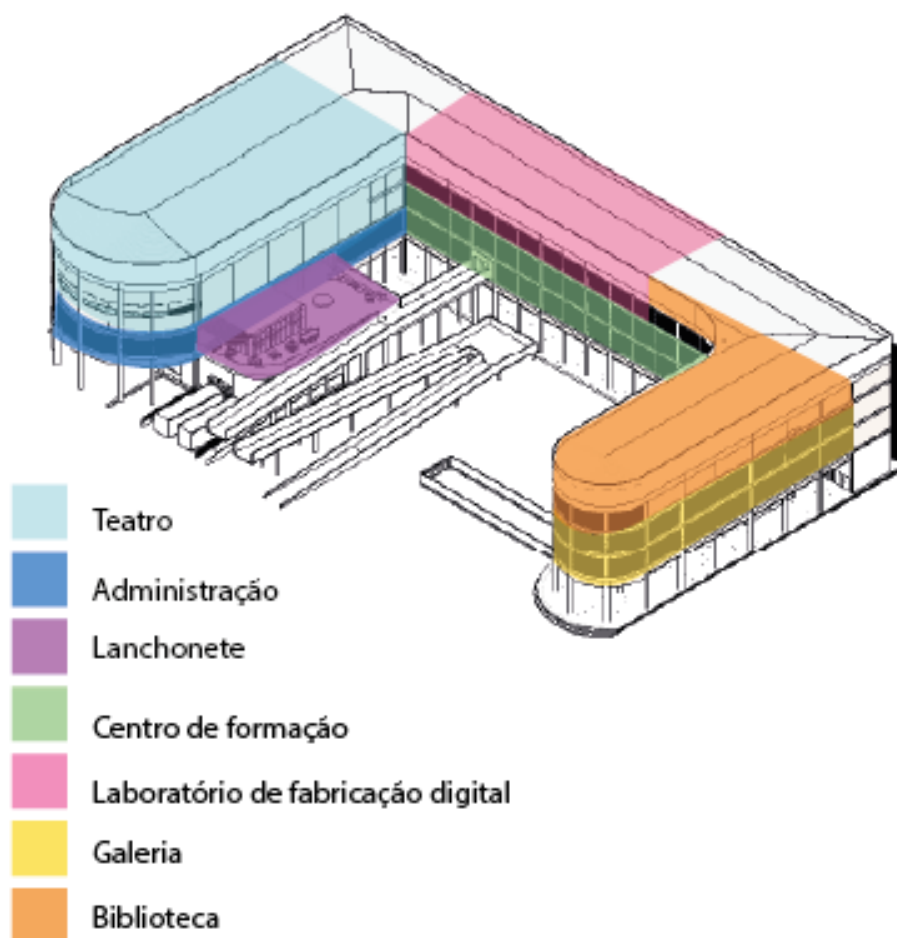 Teatro
Administração
Lanchonete
Centro de formação
Laboratório de fabricação digital
Galeria
Biblioteca